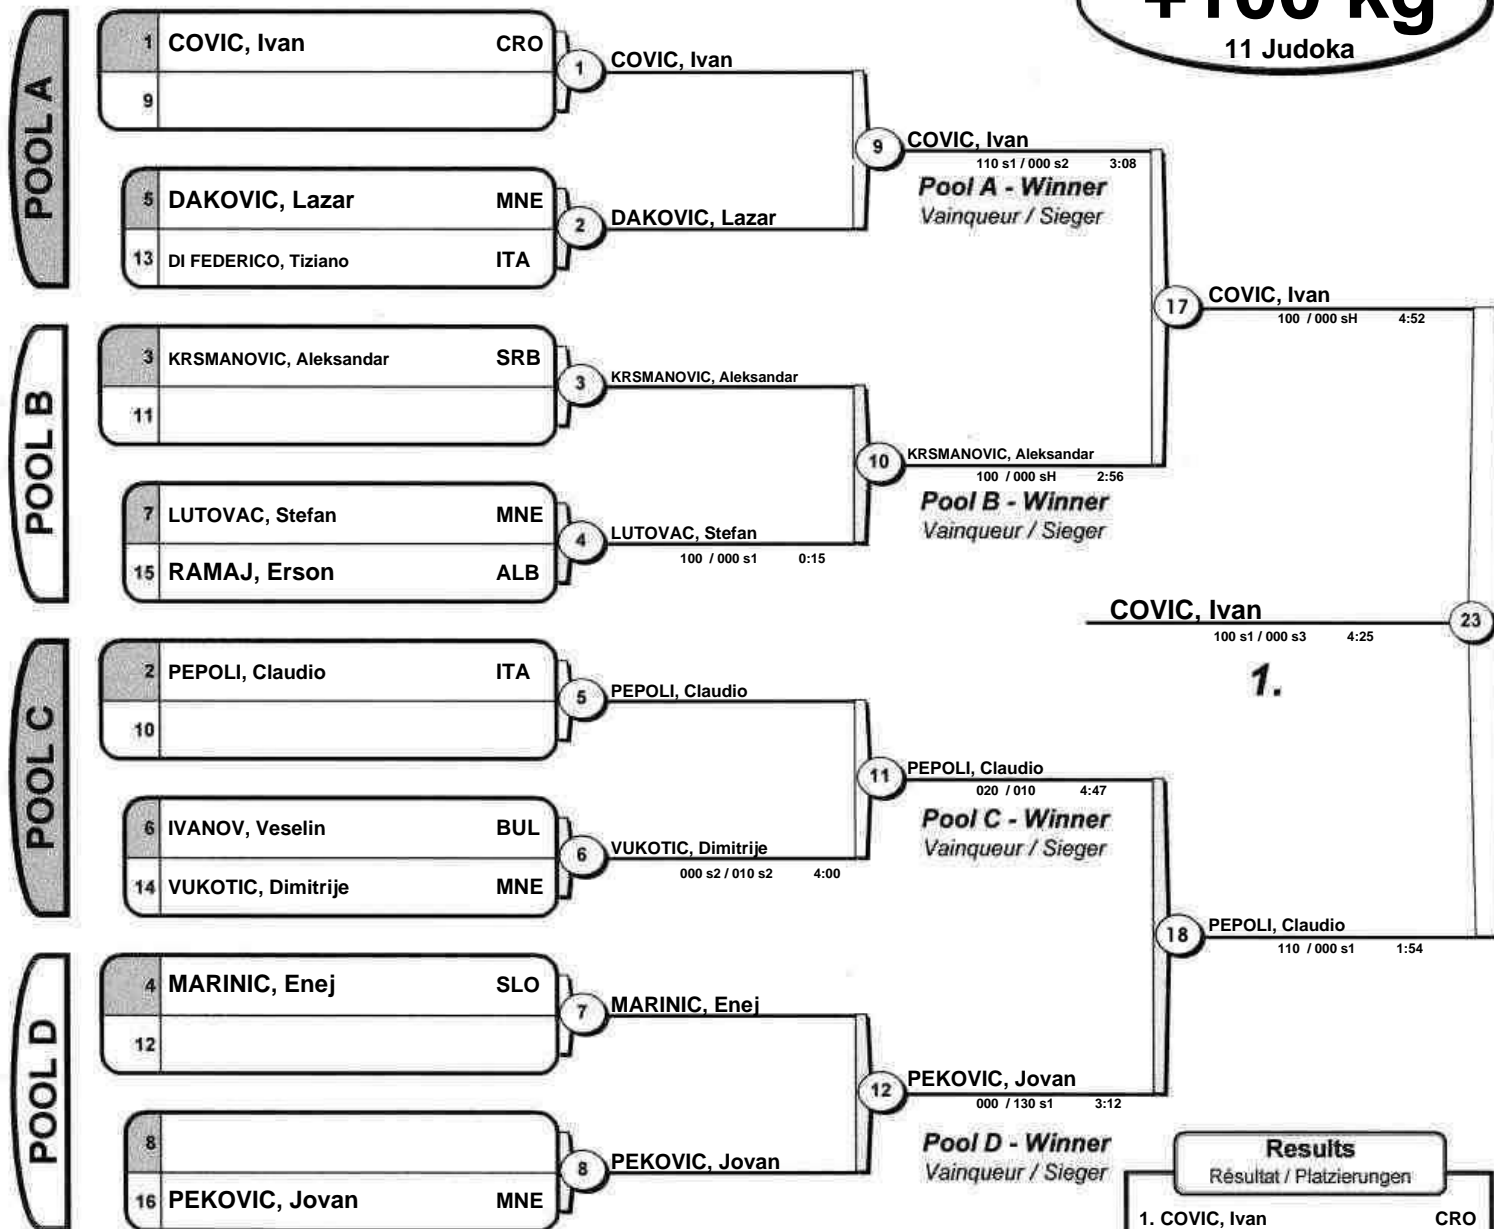 +100 kg
11 Judoka
POOL A
1 COVIC, Ivan CRO
9
1 COVIC, Ivan
5 DAKOVIC, Lazar MNE
13 DI FEDERICO, Tiziano ITA
2 DAKOVIC, Lazar
9 COVIC, Ivan
110 s1 / 000 s2 3:08
Pool A - Winner
Vainqueur / Sieger
POOL B
3 KRSMANOVIC, Aleksandar SRB
11
3 KRSMANOVIC, Aleksandar
7 LUTOVAC, Stefan MNE
15 RAMAJ, Erson ALB
4 LUTOVAC, Stefan
100 / 000 s1 0:15
10 KRSMANOVIC, Aleksandar
100 / 000 sH 2:56
Pool B - Winner
Vainqueur / Sieger
17 COVIC, Ivan
100 / 000 sH 4:52
POOL C
2 PEPOLI, Claudio ITA
10
5 PEPOLI, Claudio
6 IVANOV, Veselin BUL
14 VUKOTIC, Dimitrije MNE
6 VUKOTIC, Dimitrije
000 s2 / 010 s2 4:00
11 PEPOLI, Claudio
020 / 010 4:47
Pool C - Winner
Vainqueur / Sieger
POOL D
4 MARINIC, Enej SLO
12
7 MARINIC, Enej
8
16 PEKOVIC, Jovan MNE
8 PEKOVIC, Jovan
12 PEKOVIC, Jovan
000 / 130 s1 3:12
Pool D - Winner
Vainqueur / Sieger
18 PEPOLI, Claudio
110 / 000 s1 1:54
COVIC, Ivan 23
100 s1 / 000 s3 4:25
1.
Results
Résultat / Platzierungen
1. COVIC, Ivan CRO